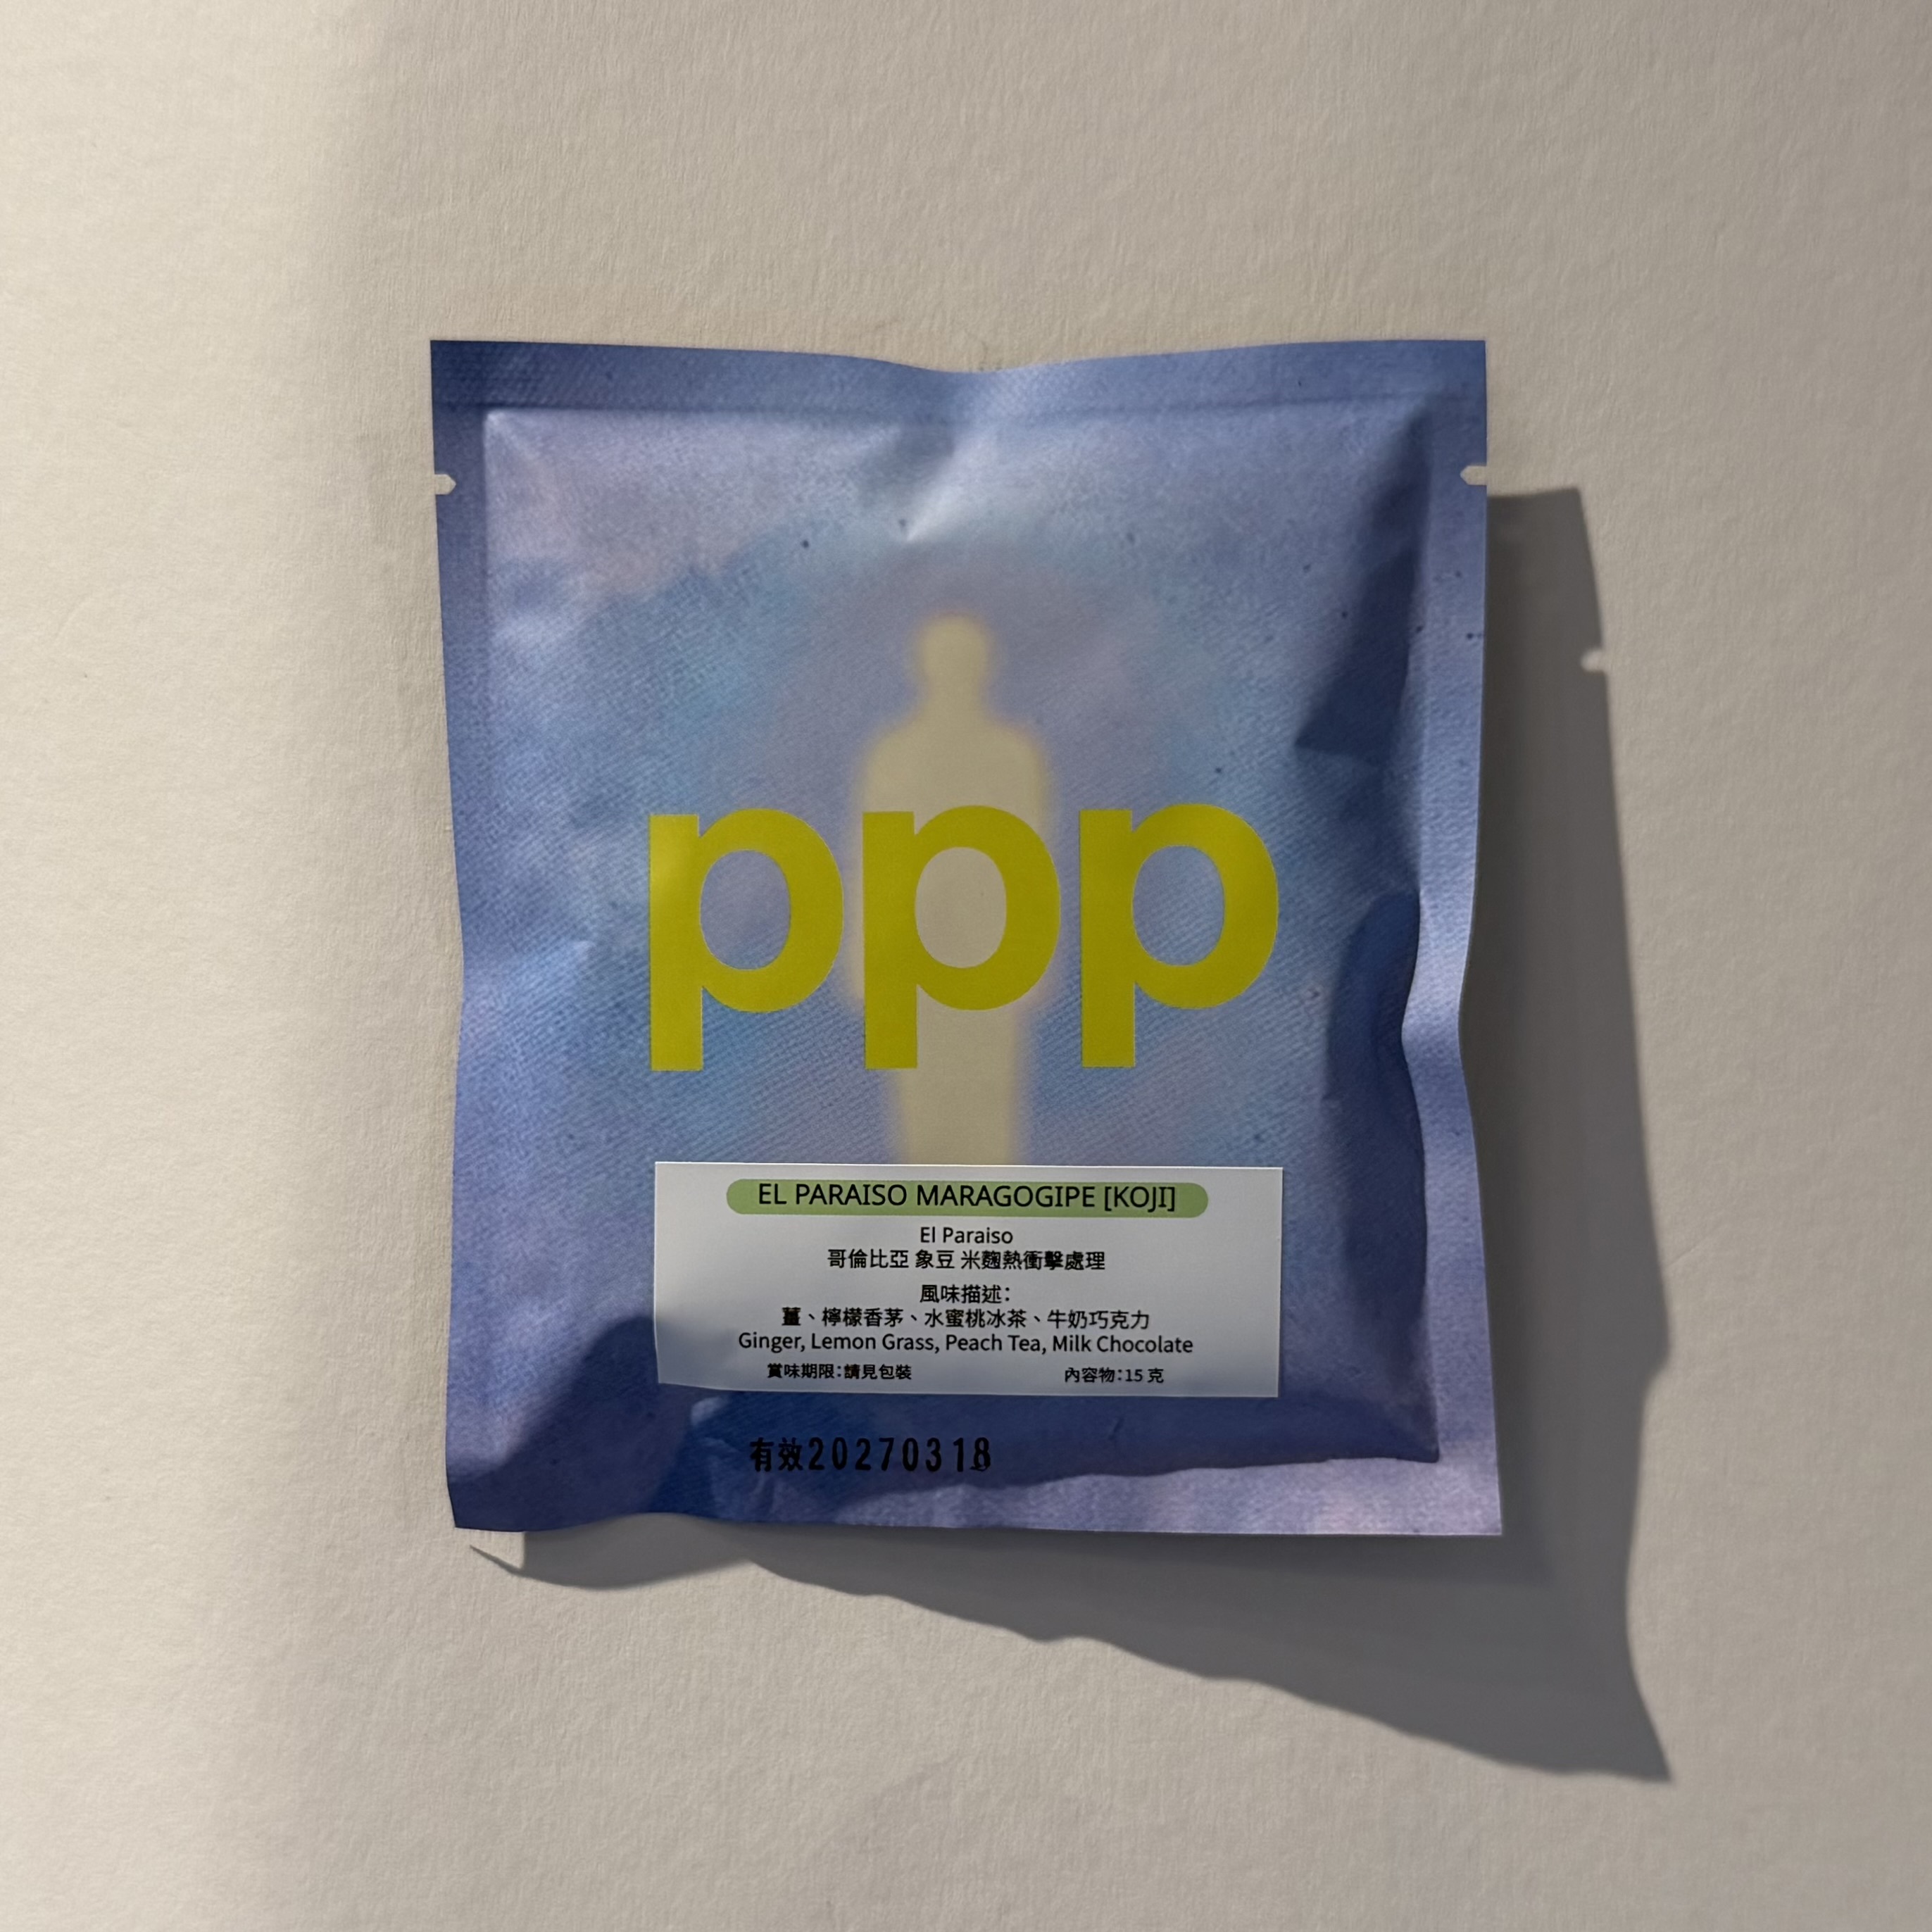 ppp
EL PARAISO MARAGOGIPE [KOJI]
El Paraiso
哥倫比亞 象豆 米麴熱衝擊處理
風味描述：
薑、檸檬香茅、水蜜桃冰茶、牛奶巧克力
Ginger, Lemon Grass, Peach Tea, Milk Chocolate
賞味期限：請見包裝 內容物：15 克
有效20270318